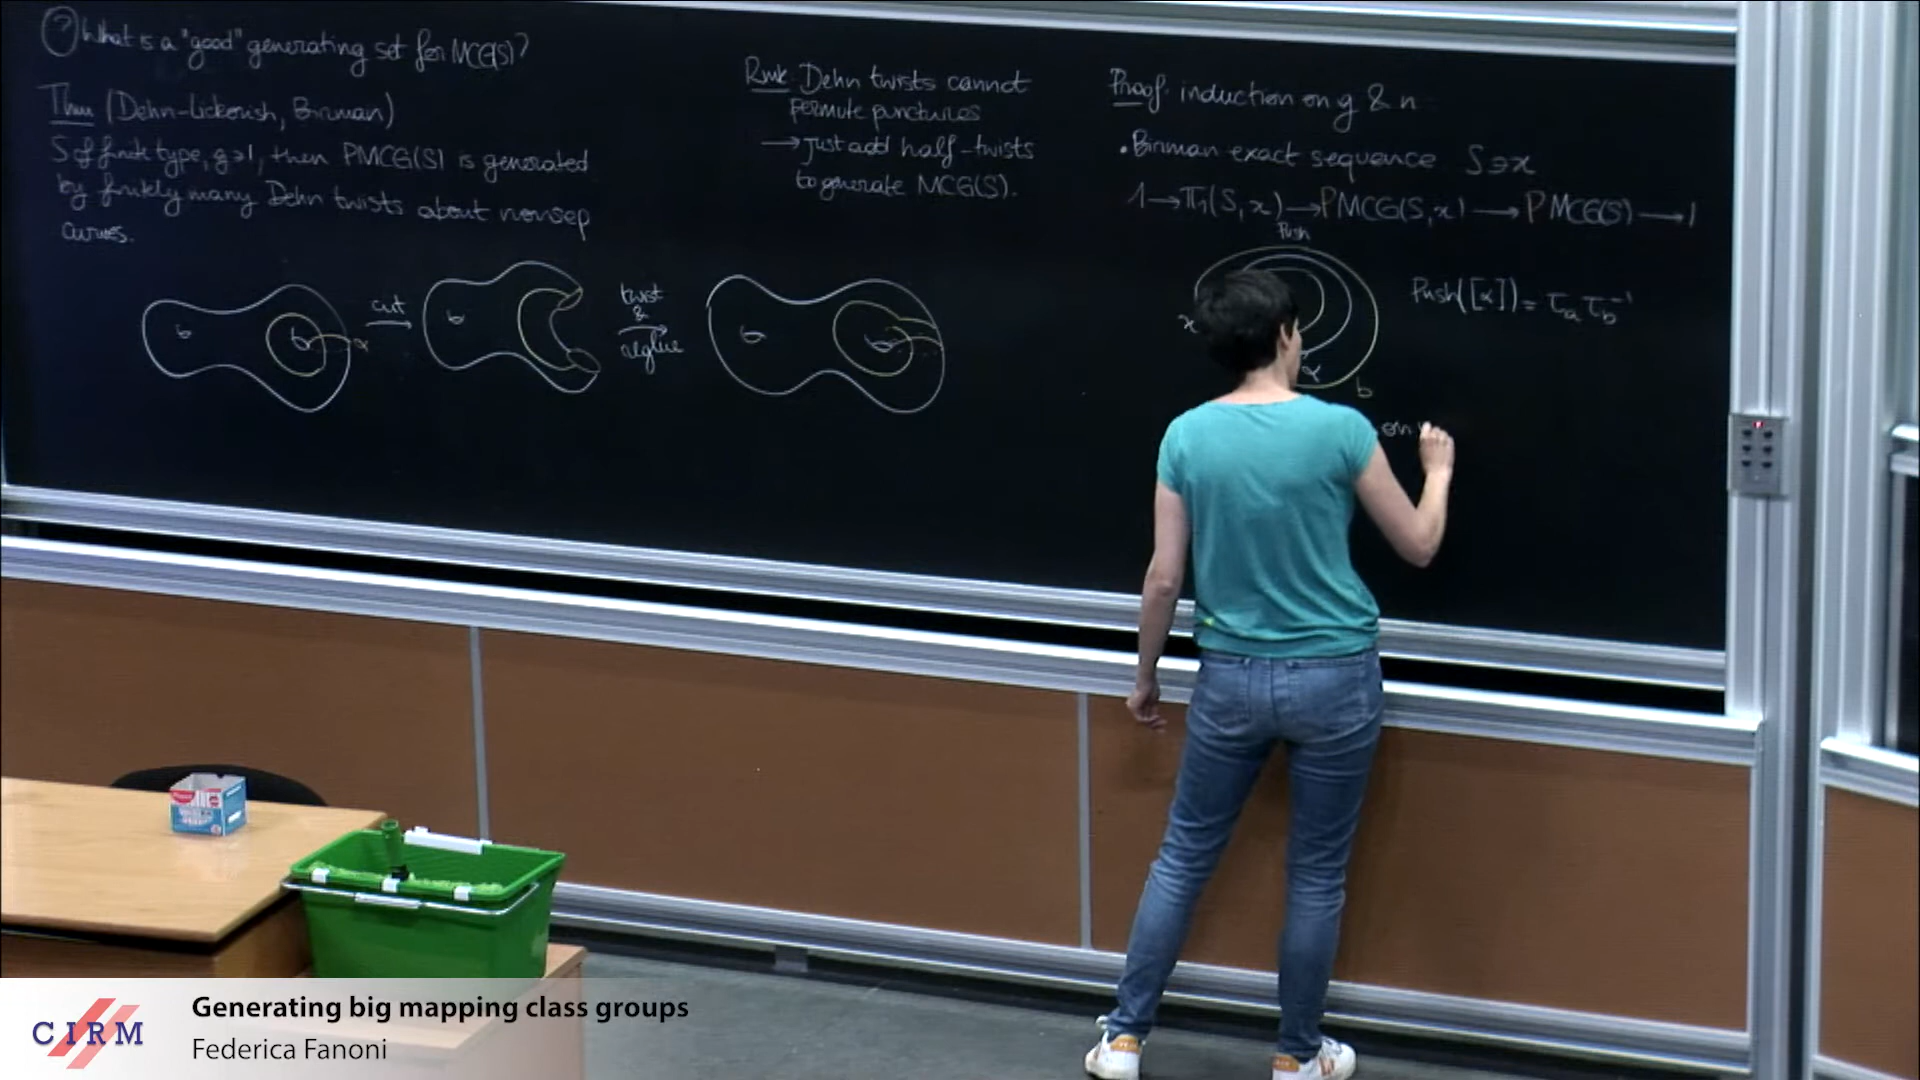 ? What is a "good" generating set for MCG(S)?
Thm (Dehn-Lickorish, Birman)
S of finite type, g>1, then PMCG(S) is generated
by finitely many Dehn twists about nonsep
curves.
cut
twist
&
reglue
α
Rmk: Dehn twists cannot
permute punctures
→ just add half-twists
to generate MCG(S).
Proof: induction on g & n
• Birman exact sequence S∋x
1→π₁(S,x)→PMCG(S,x)→PMCG(S)→1
Push
x
α
b
Push([α]) = τₐ τ_b⁻¹
on
CIRM
Generating big mapping class groups
Federica Fanoni